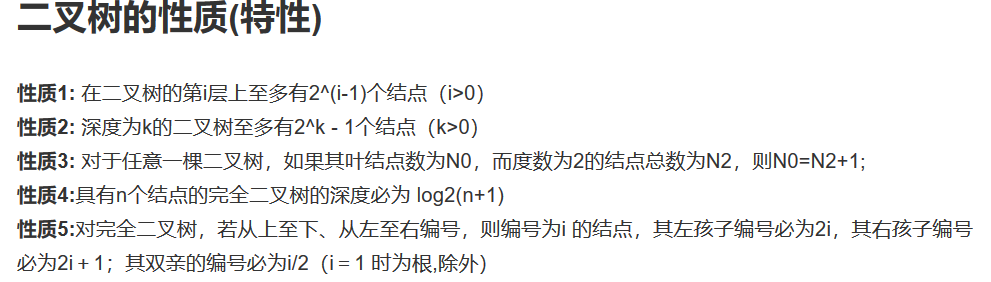 二叉树的性质(特性)
性质1: 在二叉树的第i层上至多有2^(i-1)个结点（i>0）
性质2: 深度为k的二叉树至多有2^k - 1个结点（k>0）
性质3: 对于任意一棵二叉树，如果其叶结点数为N0，而度数为2的结点总数为N2，则N0=N2+1;
性质4:具有n个结点的完全二叉树的深度必为 log2(n+1)
性质5:对完全二叉树，若从上至下、从左至右编号，则编号为i 的结点，其左孩子编号必为2i，其右孩子编号
必为2i＋1；其双亲的编号必为i/2（i＝1 时为根,除外）